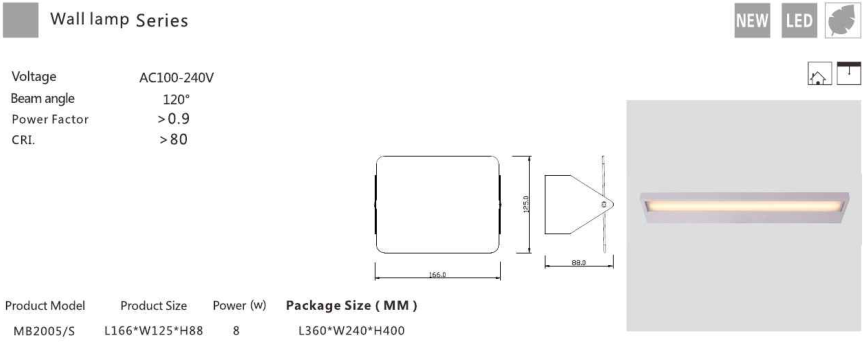 Wall lamp Series
NEW LED
Voltage AC100-240V
Beam angle 120°
Power Factor >0.9
CRI. >80
125.0
166.0
88.0
Product Model Product Size Power (w) Package Size ( MM )
MB2005/S L166*W125*H88 8 L360*W240*H400